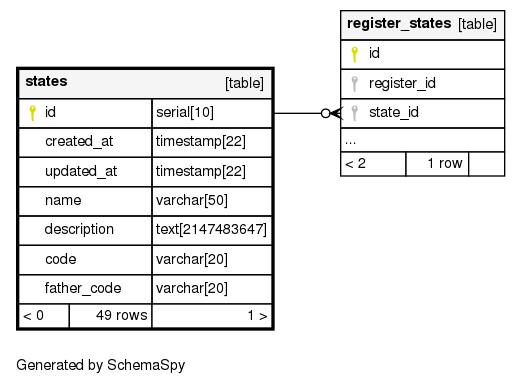 register_states [table]
id
register_id
state_id
...
< 2 1 row
states [table]
id serial[10]
created_at timestamp[22]
updated_at timestamp[22]
name varchar[50]
description text[2147483647]
code varchar[20]
father_code varchar[20]
< 0 49 rows 1 >
Generated by SchemaSpy